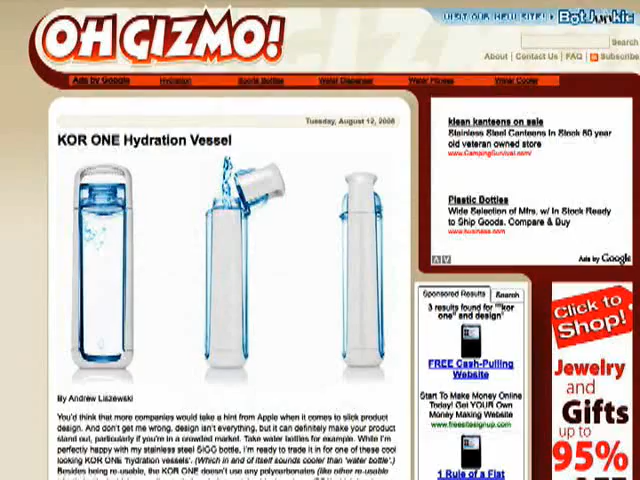 OH GIZMO!
VISIT OUR NEW SITE! BotJunkie
Search
About | Contact Us | FAQ | Subscribe
Ads by Google Hydration Sports Bottles Water Dispenser Water Fitness Water Cooler
Tuesday, August 12, 2008
KOR ONE Hydration Vessel
By Andrew Liszewski
You'd think that more companies would take a hint from Apple when it comes to slick product
design. And don't get me wrong, design isn't everything, but it can definitely make your product
stand out, particularly if you're in a crowded market. Take water bottles for example. While I'm
perfectly happy with my stainless steel SIGG bottle, I'm ready to trade it in for one of these cool
looking KOR ONE 'hydration vessels'. (Which in and of itself sounds cooler than 'water bottle'.)
Besides being re-usable, the KOR ONE doesn't use any polycarbonates (like other re-usable
klean kanteens on sale
Stainless Steel Canteens In Stock 50 year
old veteran owned store
www.CampingSurvival.com/
Plastic Bottles
Wide Selection of Mfrs. w/ In Stock Ready
to Ship Goods. Compare & Buy
www.business.com
Ads by Google
Sponsored Results Search
3 results found for "kor
one" and design"
FREE Cash-Pulling
Website
Start To Make Money Online
Today! Get YOUR Own
Money Making Website
www.freesitesignup.com
1 Rule of a Flat
Click to
Shop!
Jewelry
and
Gifts
up to
95%